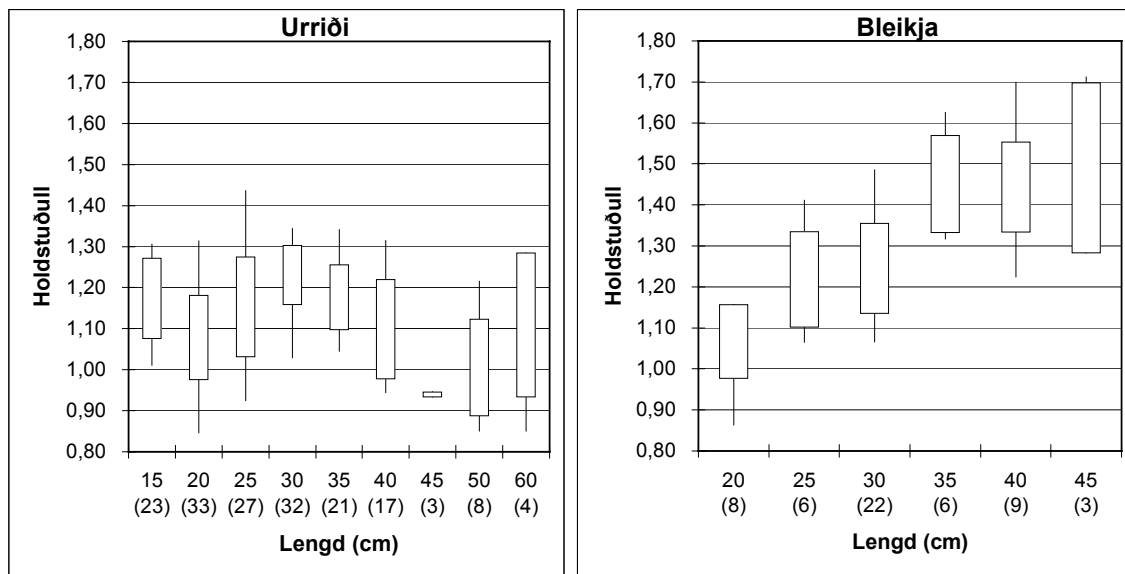 Urriði
1,80
1,70
1,60
1,50
1,40
1,30
1,20
1,10
1,00
0,90
0,80
Holdstuðull
15 20 25 30 35 40 45 50 60
(23) (33) (27) (32) (21) (17) (3) (8) (4)
Lengd (cm)
Bleikja
1,80
1,70
1,60
1,50
1,40
1,30
1,20
1,10
1,00
0,90
0,80
Holdstuðull
20 25 30 35 40 45
(8) (6) (22) (6) (9) (3)
Lengd (cm)